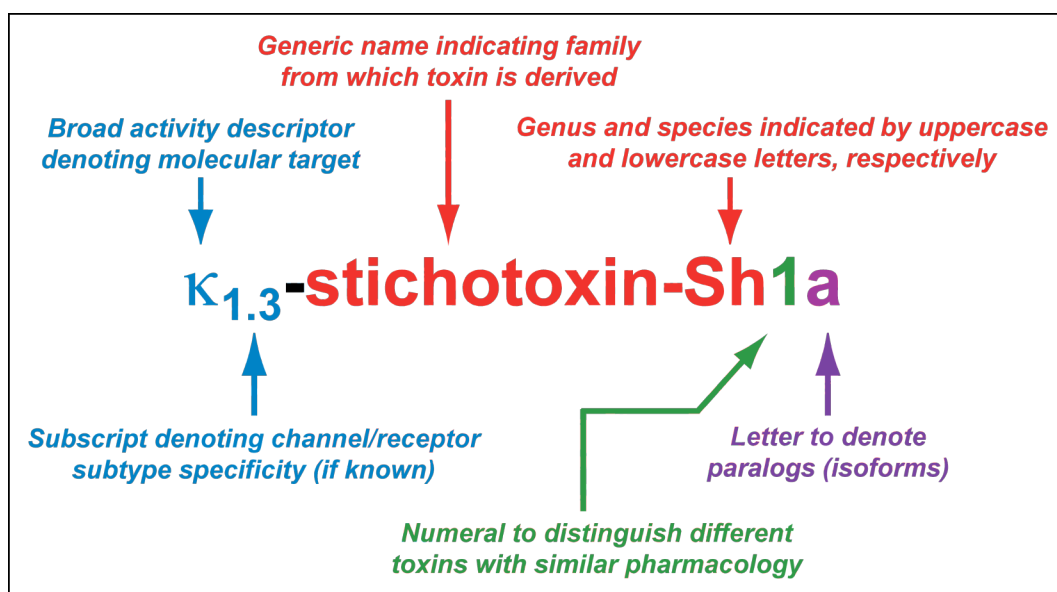 Generic name indicating family
from which toxin is derived
Broad activity descriptor
denoting molecular target
Genus and species indicated by uppercase
and lowercase letters, respectively
κ1.3-stichotoxin-Sh1a
Subscript denoting channel/receptor
subtype specificity (if known)
Letter to denote
paralogs (isoforms)
Numeral to distinguish different
toxins with similar pharmacology